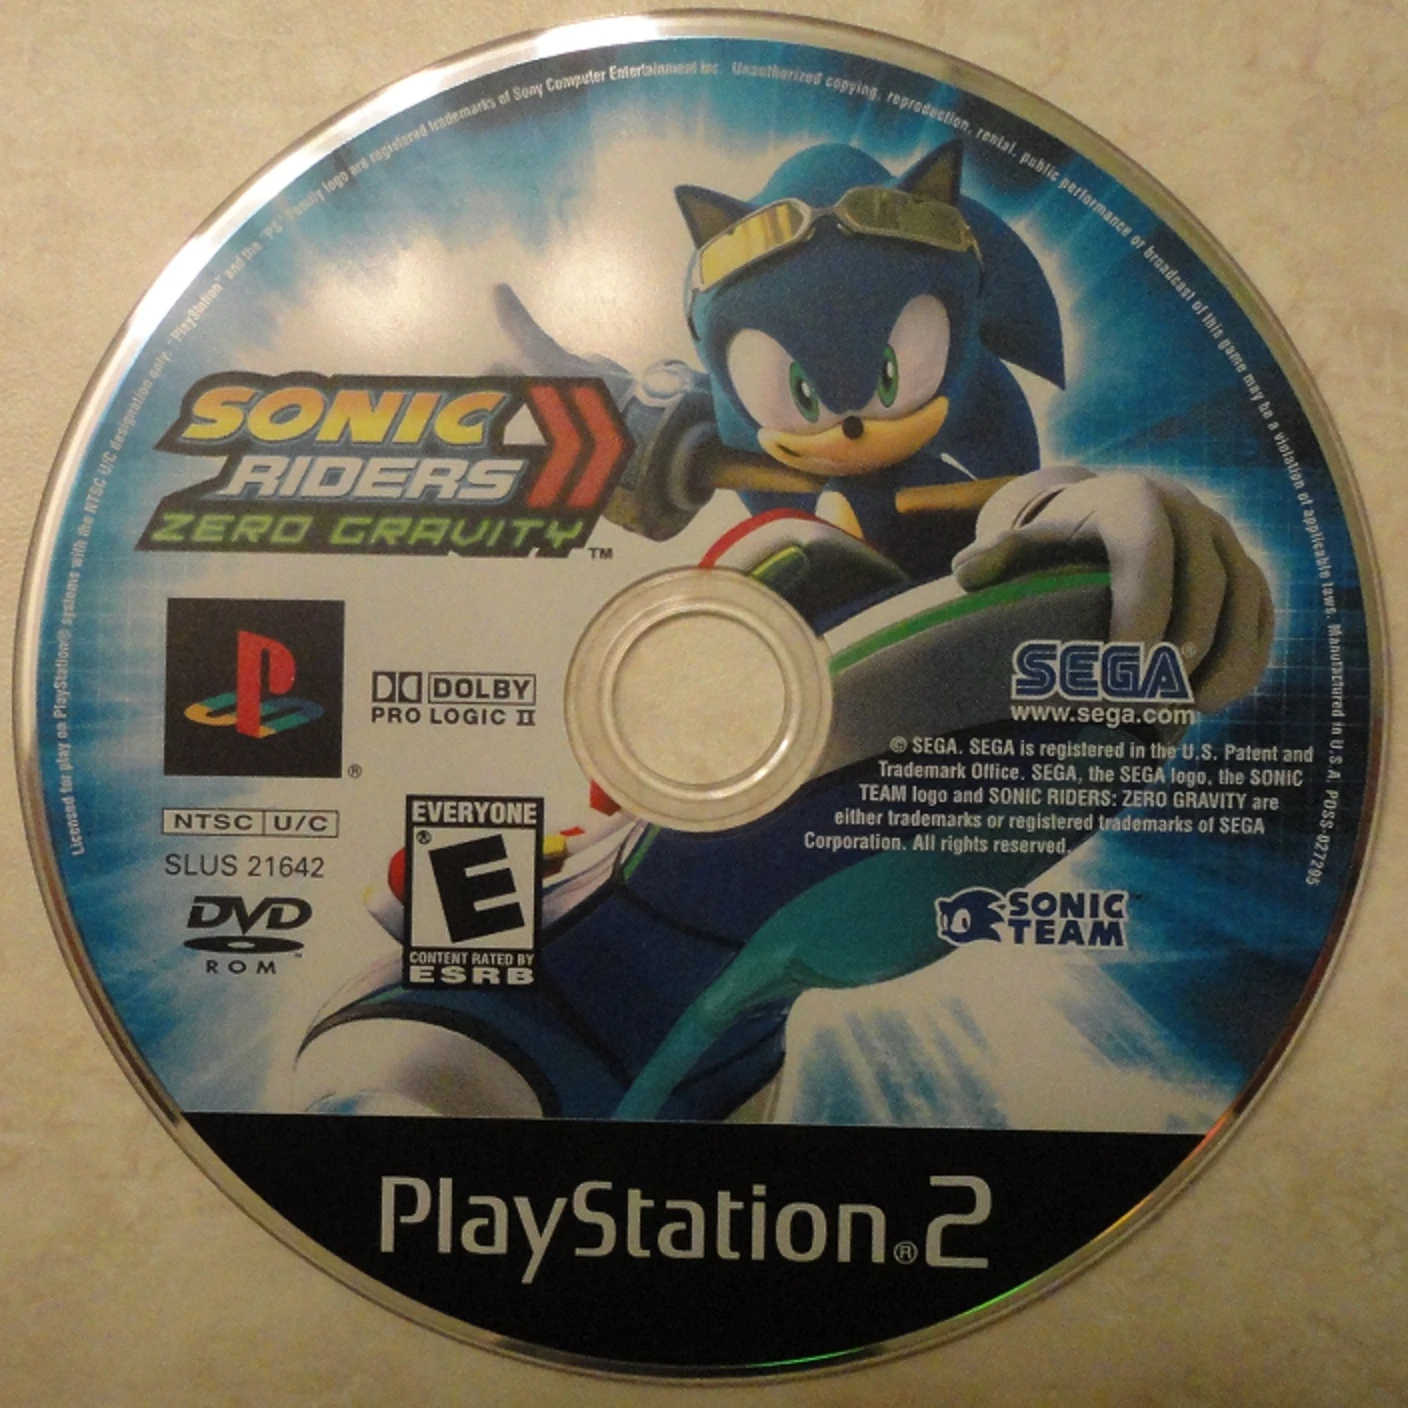 Licensed for play on PlayStation® systems with the NTSC U/C designation only. "PlayStation" and the "PS" Family logo are registered trademarks of Sony Computer Entertainment Inc. Unauthorized copying, reproduction, rental, public performance or broadcast of this game may be a violation of applicable laws. Manufactured in U.S.A. PDSS-827295
SONIC
RIDERS
ZERO GRAVITY™
®
DOLBY
PRO LOGIC II
NTSC U/C
SLUS 21642
DVD
ROM
EVERYONE
E
®
CONTENT RATED BY
ESRB
SEGA®
www.sega.com
© SEGA. SEGA is registered in the U.S. Patent and
Trademark Office. SEGA, the SEGA logo, the SONIC
TEAM logo and SONIC RIDERS: ZERO GRAVITY are
either trademarks or registered trademarks of SEGA
Corporation. All rights reserved.
SONIC
TEAM™
PlayStation®2